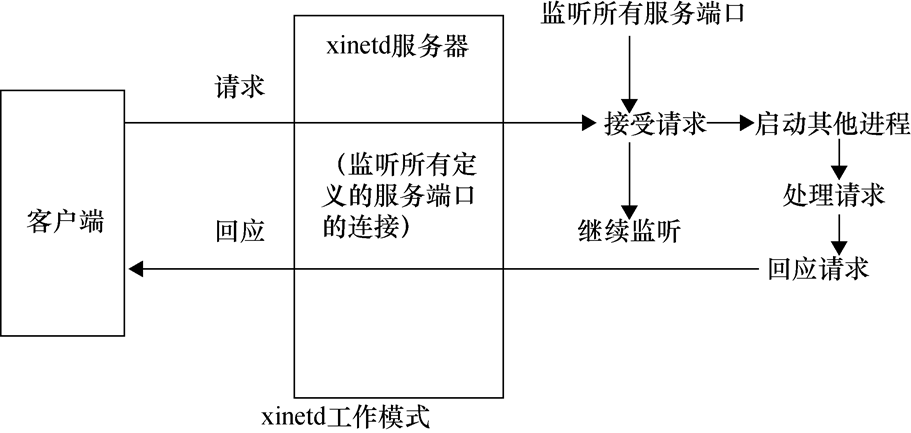 监听所有服务端口
xinetd服务器
请求
接受请求
启动其他进程
（监听所有定
义的服务端口
的连接）
处理请求
客户端
回应
继续监听
回应请求
xinetd工作模式